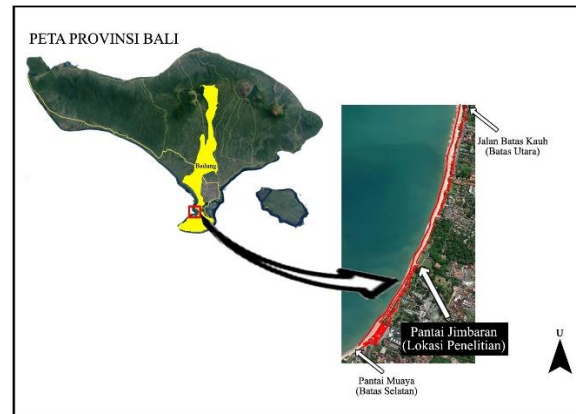 PETA PROVINSI BALI
Badung
Jalan Batas Kauh
(Batas Utara)
Pantai Jimbaran
(Lokasi Penelitian)
Pantai Muaya
(Batas Selatan)
U